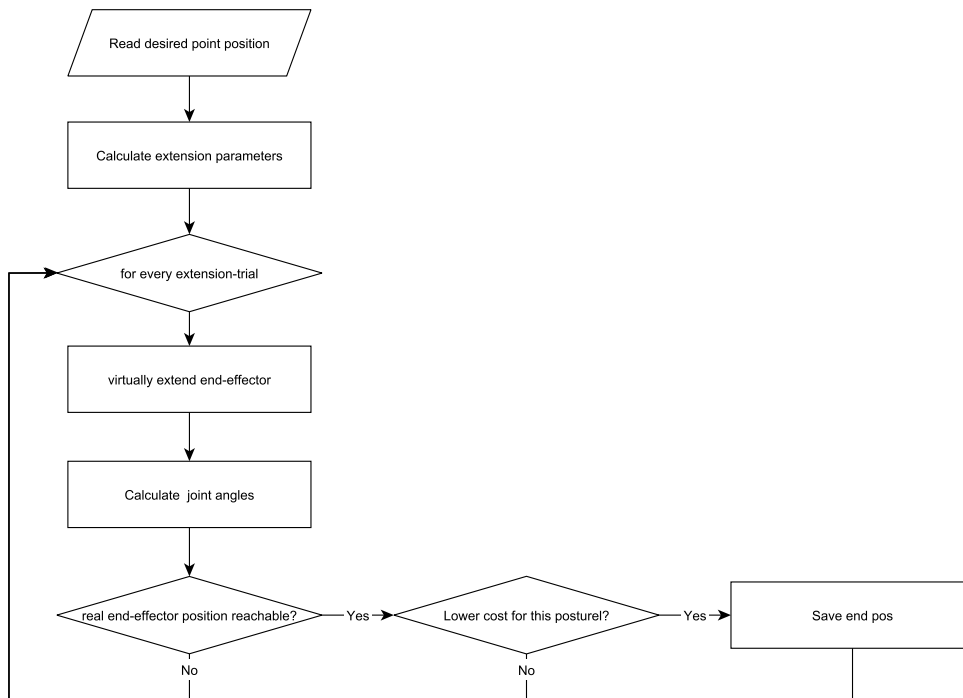 Read desired point position
Calculate extension parameters
for every extension-trial
virtually extend end-effector
Calculate joint angles
real end-effector position reachable?
Yes
Lower cost for this posturel?
Yes
Save end pos
No
No